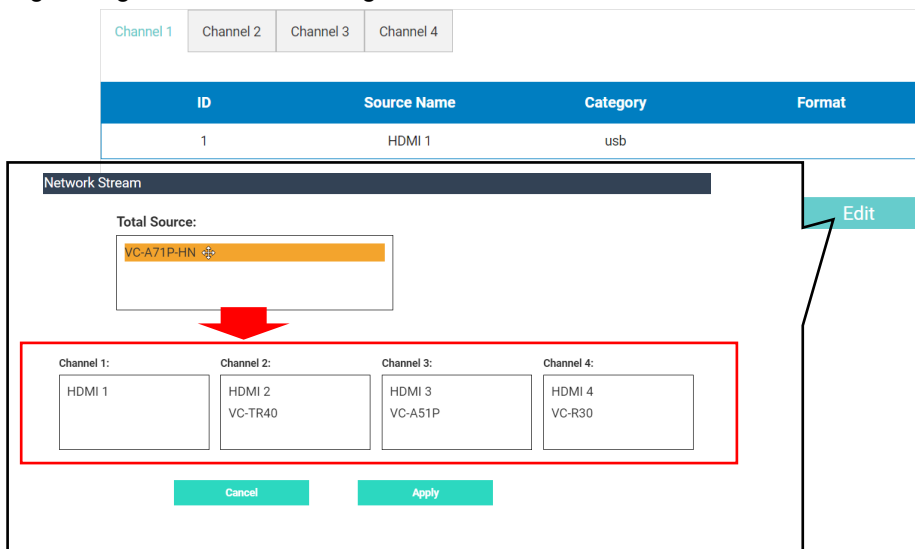 Channel 1 Channel 2 Channel 3 Channel 4
ID Source Name Category Format
1 HDMI 1 usb
Edit
Network Stream
Total Source:
VC-A71P-HN
Channel 1: Channel 2: Channel 3: Channel 4:
HDMI 1 HDMI 2 HDMI 3 HDMI 4
VC-TR40 VC-A51P VC-R30
Cancel Apply